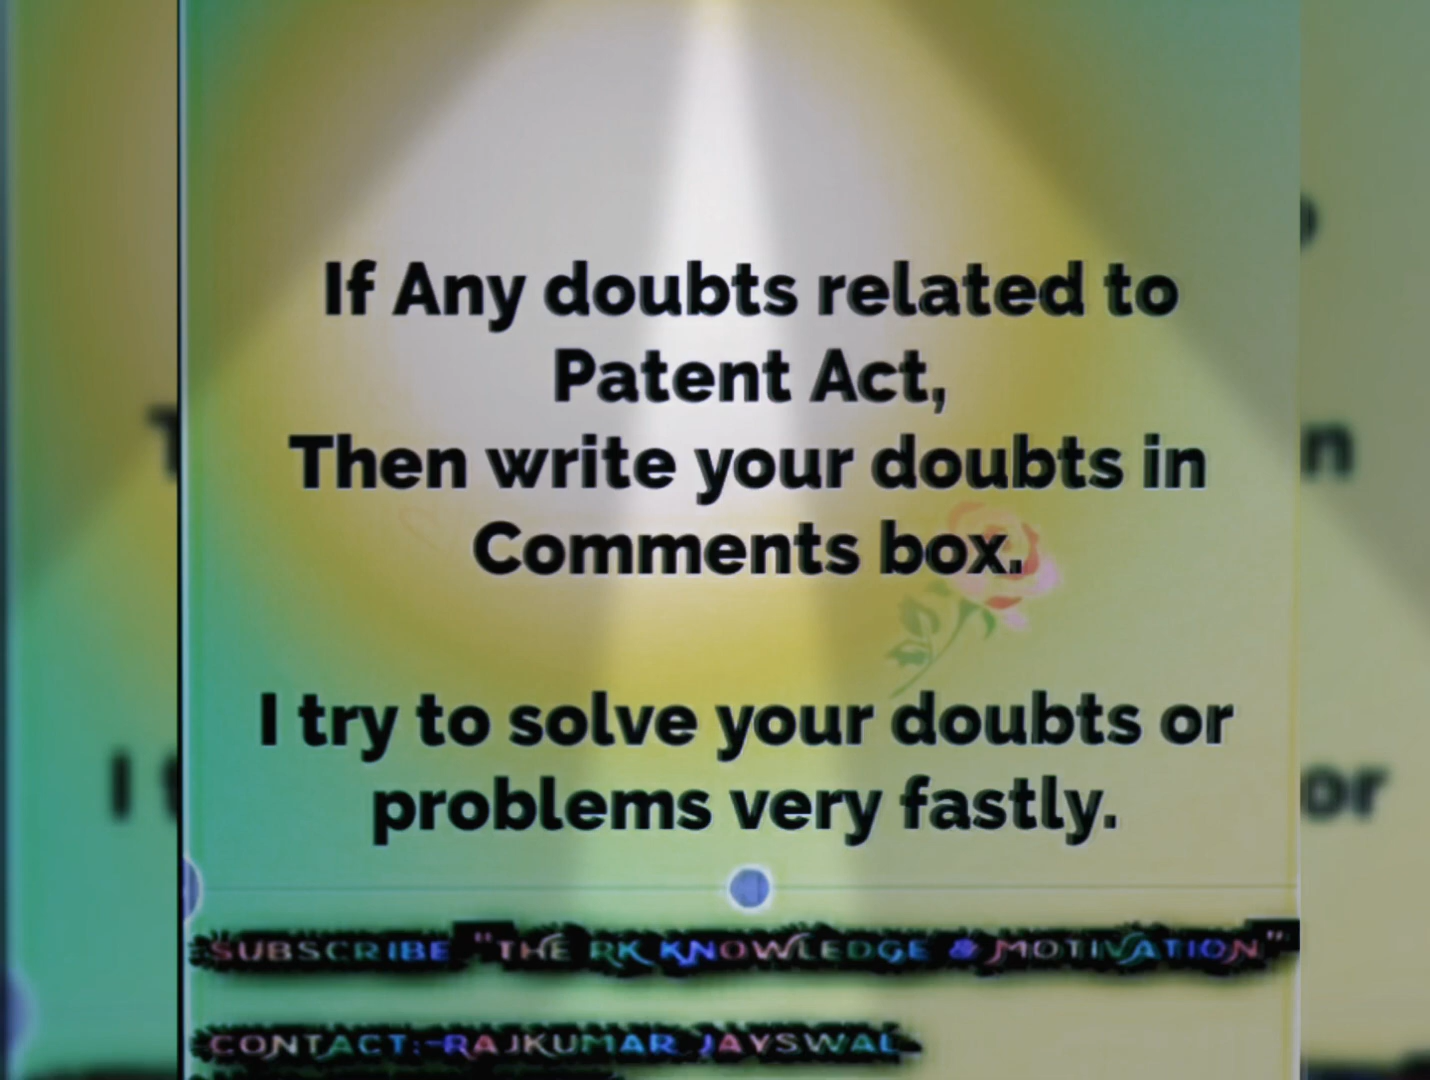 If Any doubts related to
Patent Act,
Then write your doubts in
Comments box.
I try to solve your doubts or
problems very fastly.
SUBSCRIBE "THE RK KNOWLEDGE & MOTIVATION"
CONTACT:-RAJKUMAR JAYSWAL